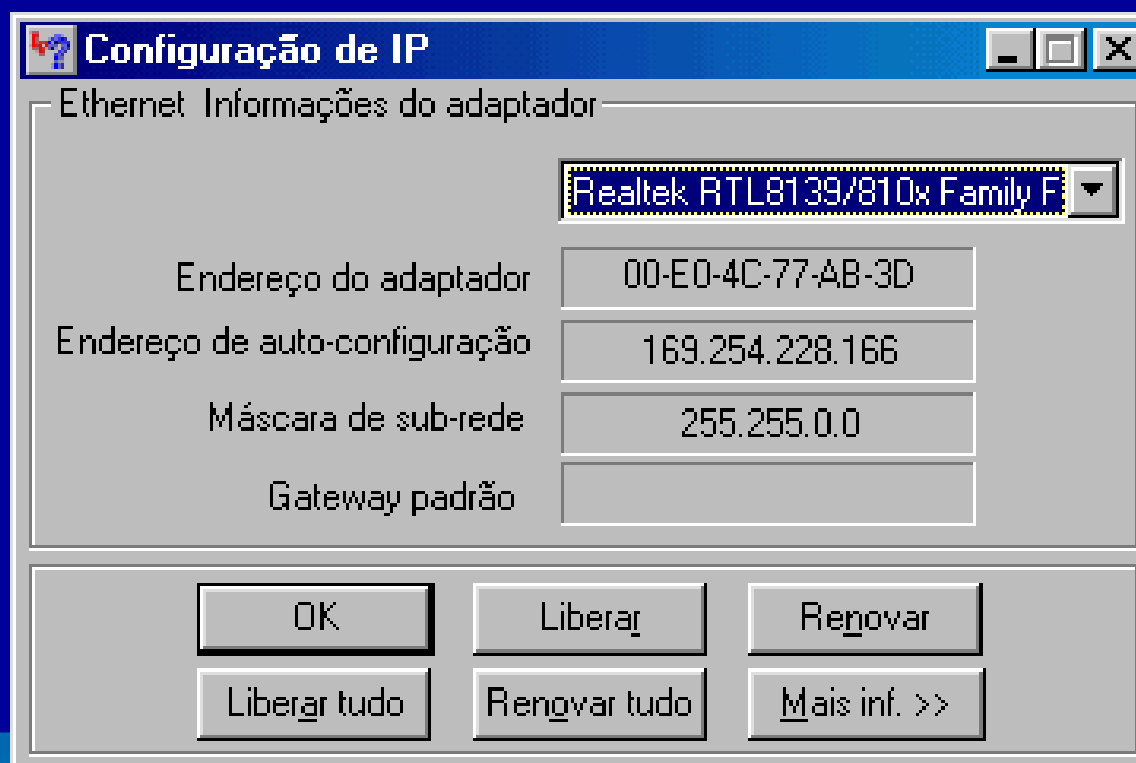 Configuração de IP
Ethernet Informações do adaptador
Realtek RTL8139/810x Family F
Endereço do adaptador 00-E0-4C-77-AB-3D
Endereço de auto-configuração 169.254.228.166
Máscara de sub-rede 255.255.0.0
Gateway padrão
OK Liberar Renovar
Liberar tudo Renovar tudo Mais inf. >>